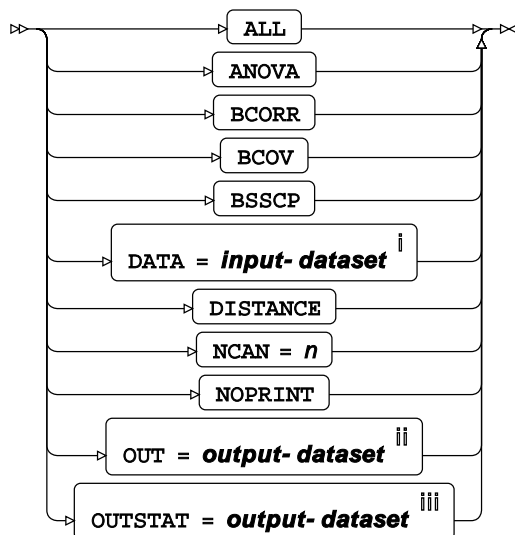 ALL
ANOVA
BCORR
BCOV
BSSCP
DATA = input- dataset i
DISTANCE
NCAN = n
NOPRINT
OUT = output- dataset ii
OUTSTAT = output- dataset iii